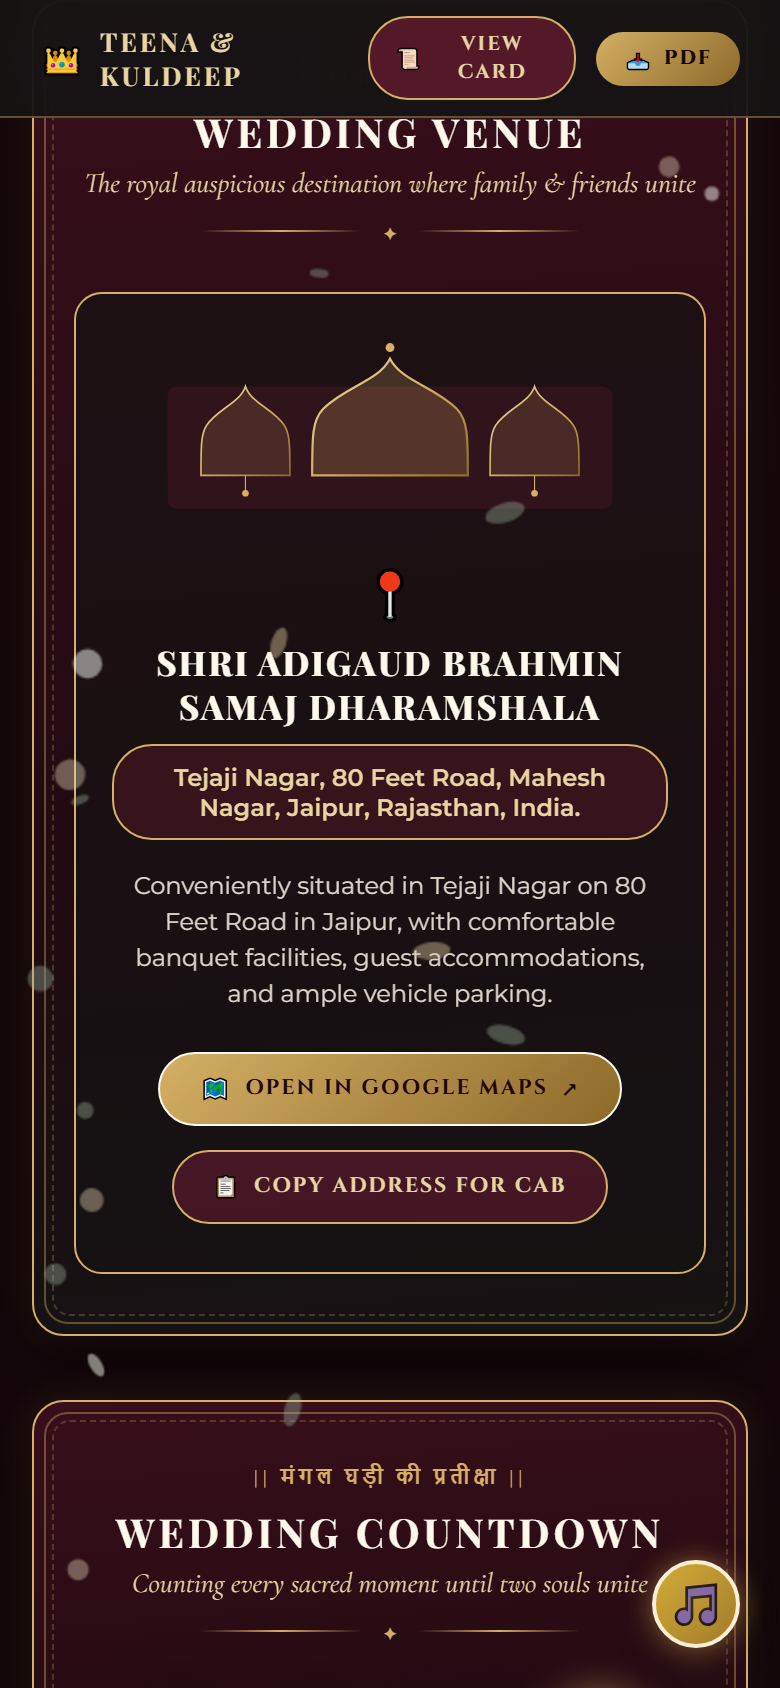 TEENA &
KULDEEP
VIEW
CARD
PDF
WEDDING VENUE
The royal auspicious destination where family & friends unite
SHRI ADIGAUD BRAHMIN
SAMAJ DHARAMSHALA
Tejaji Nagar, 80 Feet Road, Mahesh
Nagar, Jaipur, Rajasthan, India.
Conveniently situated in Tejaji Nagar on 80
Feet Road in Jaipur, with comfortable
banquet facilities, guest accommodations,
and ample vehicle parking.
OPEN IN GOOGLE MAPS ↗
COPY ADDRESS FOR CAB
|| मंगल घड़ी की प्रतीक्षा ||
WEDDING COUNTDOWN
Counting every sacred moment until two souls unite